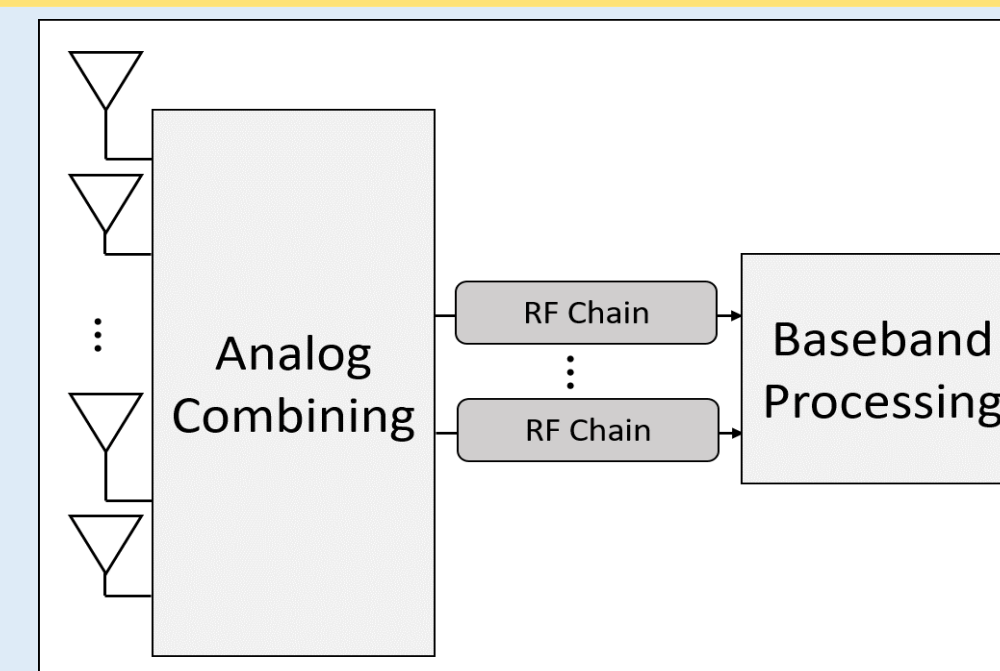 Analog
Combining
RF Chain
RF Chain
Baseband
Processing